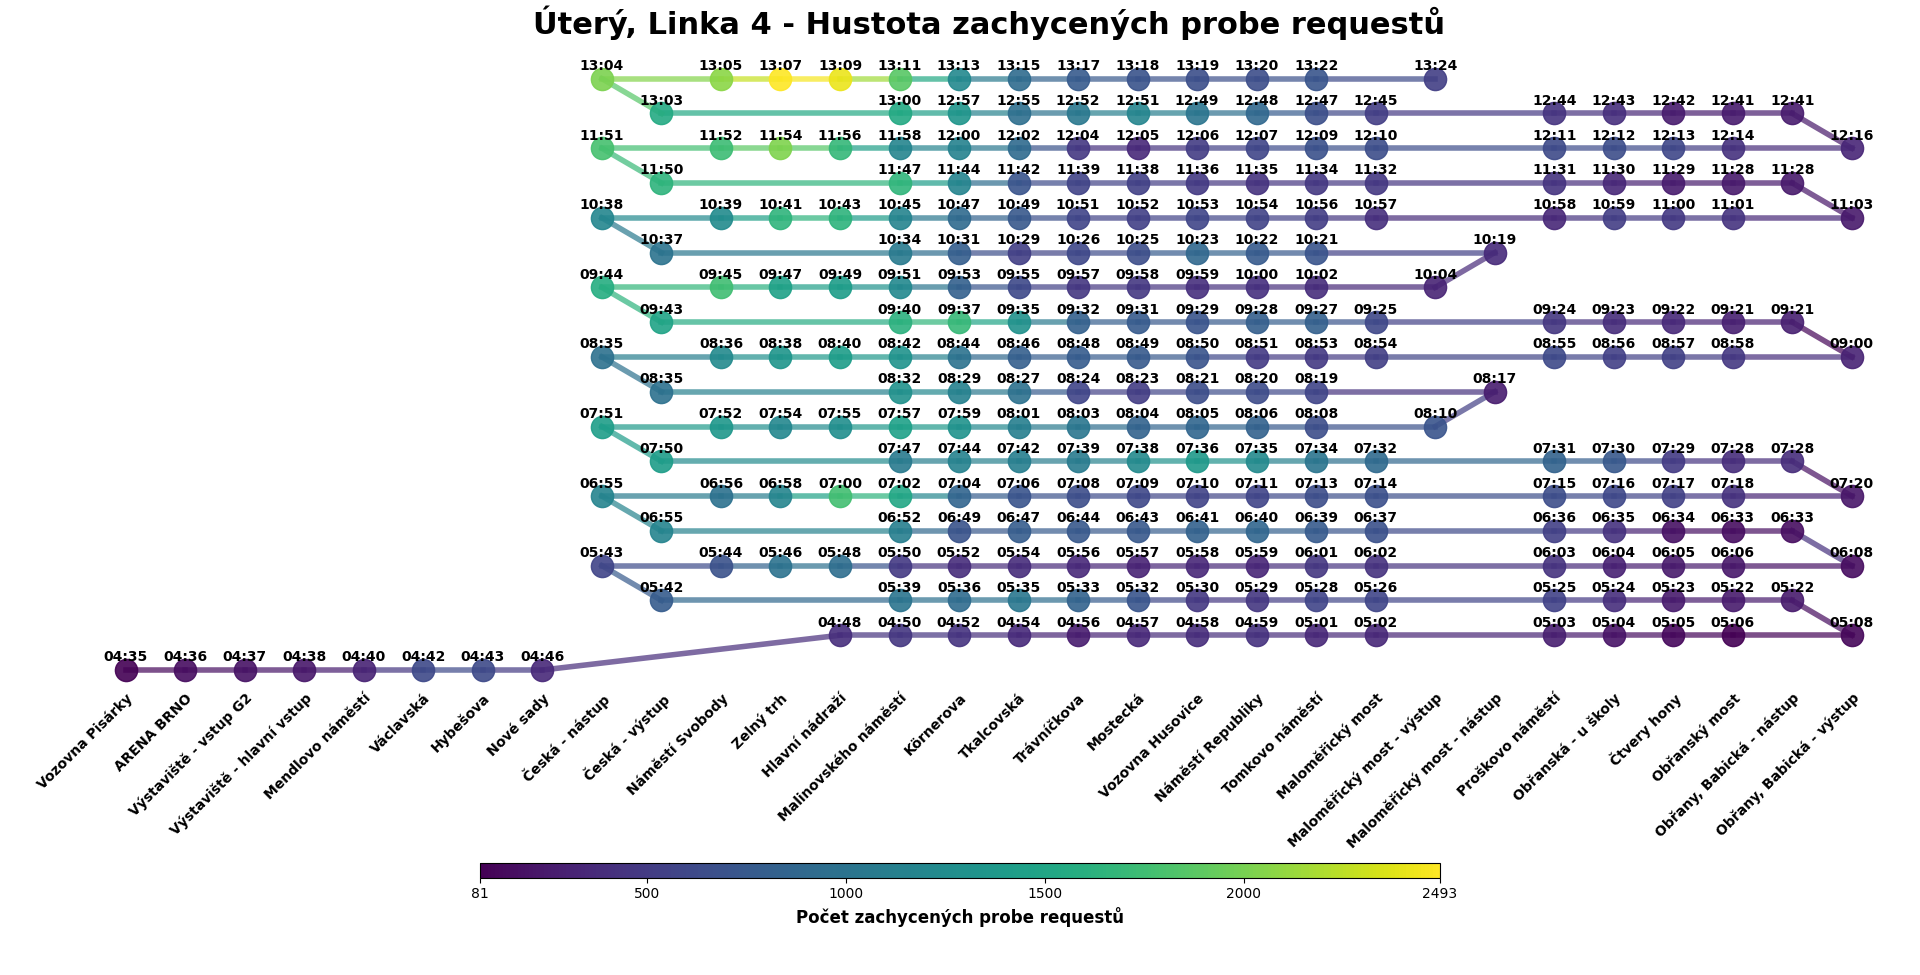 Úterý, Linka 4 - Hustota zachycených probe requestů
13:04 13:05 13:07 13:09 13:11 13:13 13:15 13:17 13:18 13:19 13:20 13:22 13:24
13:03 13:00 12:57 12:55 12:52 12:51 12:49 12:48 12:47 12:45 12:44 12:43 12:42 12:41 12:41
11:51 11:52 11:54 11:56 11:58 12:00 12:02 12:04 12:05 12:06 12:07 12:09 12:10 12:11 12:12 12:13 12:14 12:16
11:50 11:47 11:44 11:42 11:39 11:38 11:36 11:35 11:34 11:32 11:31 11:30 11:29 11:28 11:28
10:38 10:39 10:41 10:43 10:45 10:47 10:49 10:51 10:52 10:53 10:54 10:56 10:57 10:58 10:59 11:00 11:01 11:03
10:37 10:34 10:31 10:29 10:26 10:25 10:23 10:22 10:21 10:19
09:44 09:45 09:47 09:49 09:51 09:53 09:55 09:57 09:58 09:59 10:00 10:02 10:04
09:43 09:40 09:37 09:35 09:32 09:31 09:29 09:28 09:27 09:25 09:24 09:23 09:22 09:21 09:21
08:35 08:36 08:38 08:40 08:42 08:44 08:46 08:48 08:49 08:50 08:51 08:53 08:54 08:55 08:56 08:57 08:58 09:00
08:35 08:32 08:29 08:27 08:24 08:23 08:21 08:20 08:19 08:17
07:51 07:52 07:54 07:55 07:57 07:59 08:01 08:03 08:04 08:05 08:06 08:08 08:10
07:50 07:47 07:44 07:42 07:39 07:38 07:36 07:35 07:34 07:32 07:31 07:30 07:29 07:28 07:28
06:55 06:56 06:58 07:00 07:02 07:04 07:06 07:08 07:09 07:10 07:11 07:13 07:14 07:15 07:16 07:17 07:18 07:20
06:55 06:52 06:49 06:47 06:44 06:43 06:41 06:40 06:39 06:37 06:36 06:35 06:34 06:33 06:33
05:43 05:44 05:46 05:48 05:50 05:52 05:54 05:56 05:57 05:58 05:59 06:01 06:02 06:03 06:04 06:05 06:06 06:08
05:42 05:39 05:36 05:35 05:33 05:32 05:30 05:29 05:28 05:26 05:25 05:24 05:23 05:22 05:22
04:48 04:50 04:52 04:54 04:56 04:57 04:58 04:59 05:01 05:02 05:03 05:04 05:05 05:06 05:08
04:35 04:36 04:37 04:38 04:40 04:42 04:43 04:46
Vozovna Pisárky
ARENA BRNO
Výstaviště - vstup G2
Výstaviště - hlavní vstup
Mendlovo náměstí
Václavská
Hybešova
Nové sady
Česká - nástup
Česká - výstup
Náměstí Svobody
Zelný trh
Hlavní nádraží
Malinovského náměstí
Körnerova
Tkalcovská
Trávníčkova
Mostecká
Vozovna Husovice
Náměstí Republiky
Tomkovo náměstí
Maloměřický most
Maloměřický most - výstup
Maloměřický most - nástup
Proškovo náměstí
Obřanská - u školy
Čtvery hony
Obřanský most
Obřany, Babická - nástup
Obřany, Babická - výstup
81 500 1000 1500 2000 2493
Počet zachycených probe requestů